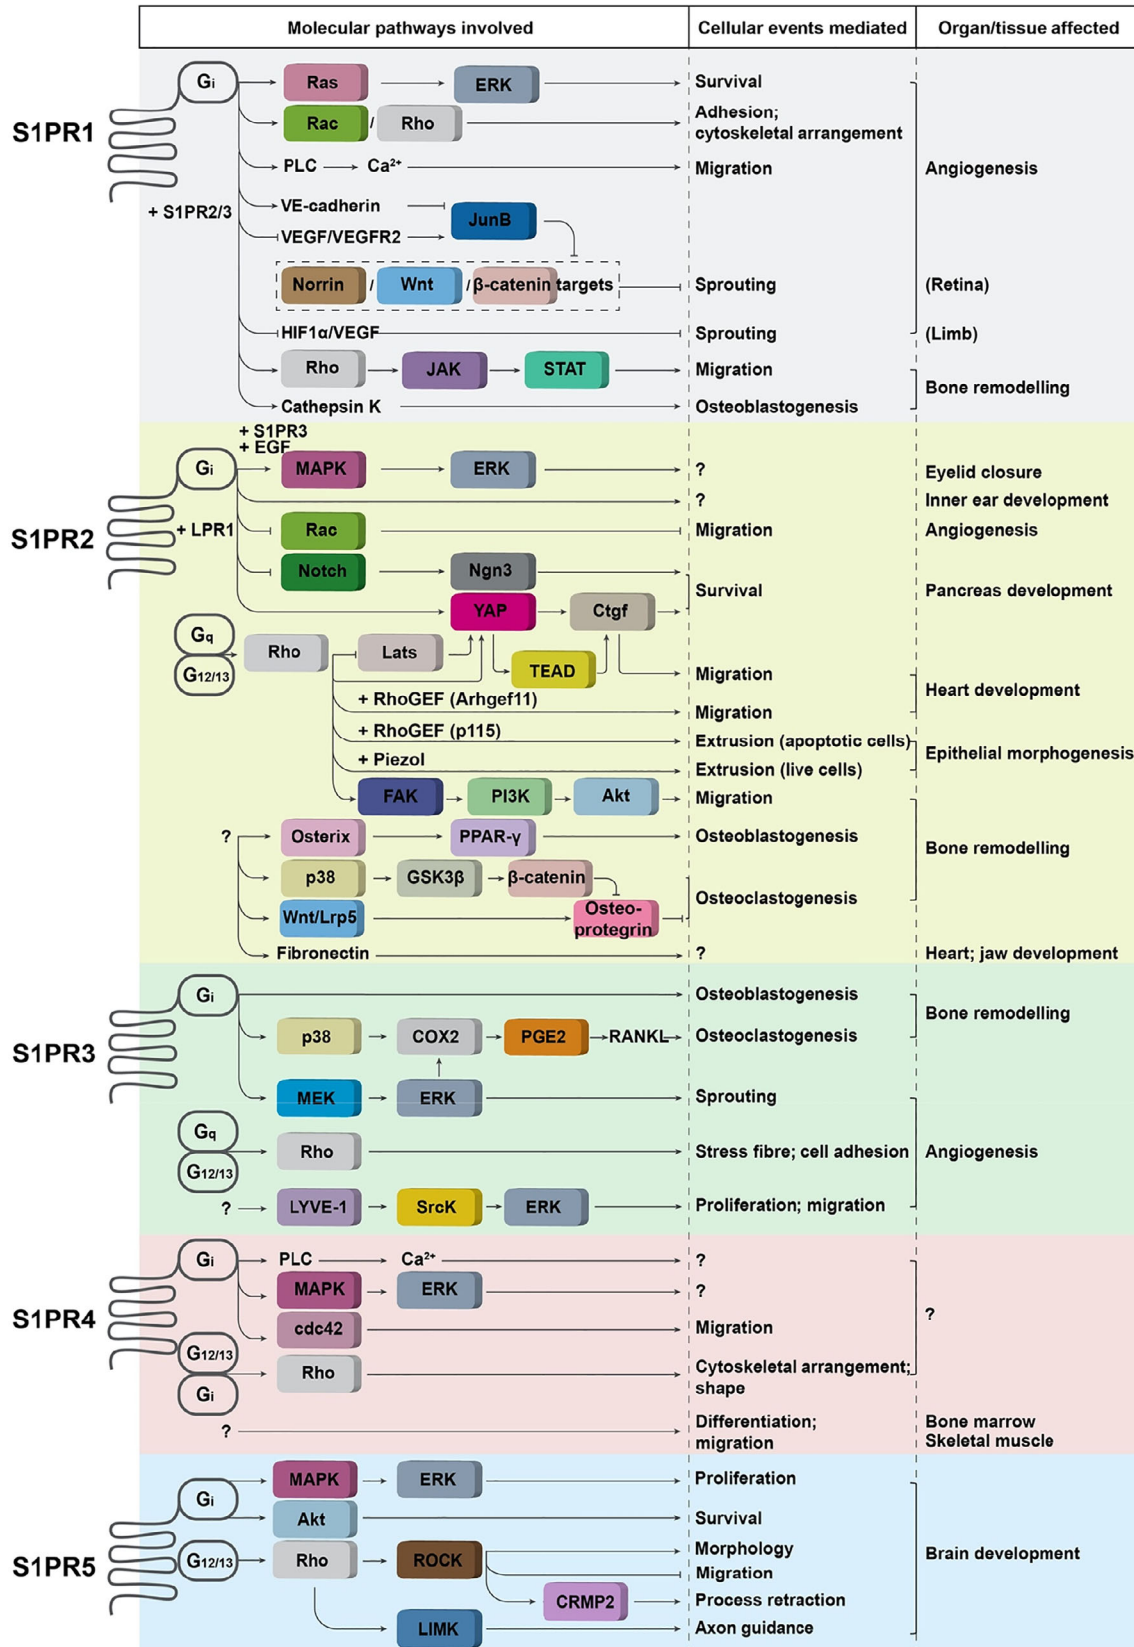 Molecular pathways involved
Cellular events mediated
Organ/tissue affected
S1PR1
Gi
Ras
ERK
Survival
Rac / Rho
Adhesion;
cytoskeletal arrangement
PLC
Ca2+
Migration
Angiogenesis
+ S1PR2/3
VE-cadherin
JunB
VEGF/VEGFR2
Norrin / Wnt / β-catenin targets
Sprouting
(Retina)
HIF1α/VEGF
Sprouting
(Limb)
Rho
JAK
STAT
Migration
Bone remodelling
Cathepsin K
Osteoblastogenesis
S1PR2
+ S1PR3
+ EGF
Gi
MAPK
ERK
?
Eyelid closure
?
Inner ear development
+ LPR1
Rac
Migration
Angiogenesis
Notch
Ngn3
Survival
Pancreas development
YAP
Ctgf
Gq
G12/13
Rho
Lats
TEAD
Migration
Heart development
+ RhoGEF (Arhgef11)
Migration
+ RhoGEF (p115)
Extrusion (apoptotic cells)
Epithelial morphogenesis
+ Piezol
Extrusion (live cells)
FAK
PI3K
Akt
Migration
?
Osterix
PPAR-γ
Osteoblastogenesis
Bone remodelling
p38
GSK3β
β-catenin
Osteoclastogenesis
Wnt/Lrp5
Osteo-
protegrin
Fibronectin
?
Heart; jaw development
S1PR3
Gi
Osteoblastogenesis
Bone remodelling
p38
COX2
PGE2
RANKL
Osteoclastogenesis
MEK
ERK
Sprouting
Gq
G12/13
Rho
Stress fibre; cell adhesion
Angiogenesis
?
LYVE-1
SrcK
ERK
Proliferation; migration
S1PR4
Gi
PLC
Ca2+
?
MAPK
ERK
?
?
cdc42
Migration
G12/13
Gi
Rho
Cytoskeletal arrangement;
shape
?
Differentiation;
migration
Bone marrow
Skeletal muscle
S1PR5
Gi
MAPK
ERK
Proliferation
Akt
Survival
G12/13
Rho
ROCK
Morphology
Brain development
Migration
CRMP2
Process retraction
LIMK
Axon guidance